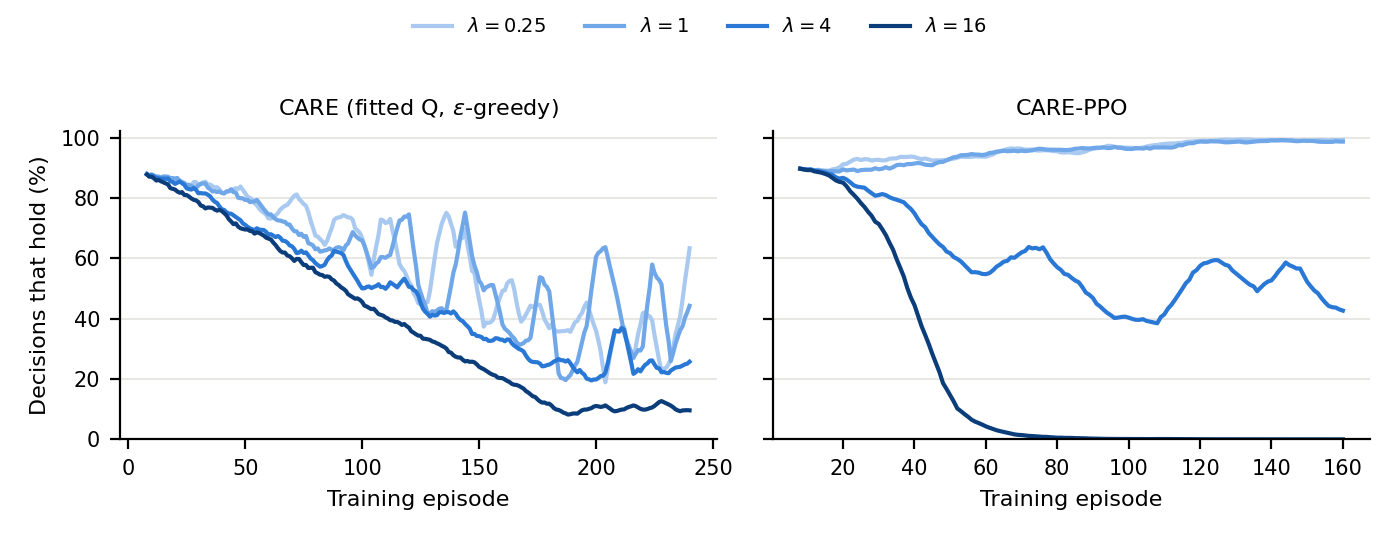 λ = 0.25 λ = 1 λ = 4 λ = 16
CARE (fitted Q, ε-greedy)
Decisions that hold (%)
100
80
60
40
20
0
0 50 100 150 200 250
Training episode
CARE-PPO
20 40 60 80 100 120 140 160
Training episode